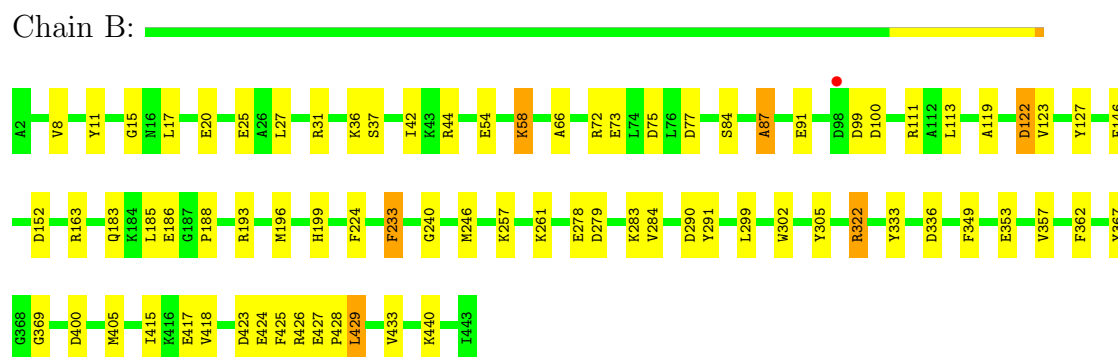 Chain B:
A2 V8 Y11 G15 N16 L17 E20 E25 A26 L27 R31 K36 S37 I42 K43 R44 E54 K58 A66 R72 E73 L74 D75 L76 D77 S84 A87 E91 D98 D99 D100 R111 A112 L113 A119 D122 V123 Y127
D152 R163 Q183 K184 L185 E186 G187 P188 R193 M196 H199 F224 F233 G240 M246 K257 K261 E278 D279 K283 V284 D290 Y291 L299 W302 Y305 R322 Y333 D336 F349 E353 V357 F362
G368 G369 D400 M405 I415 K416 E417 V418 D423 E424 F425 R426 E427 P428 L429 V433 K440 I443